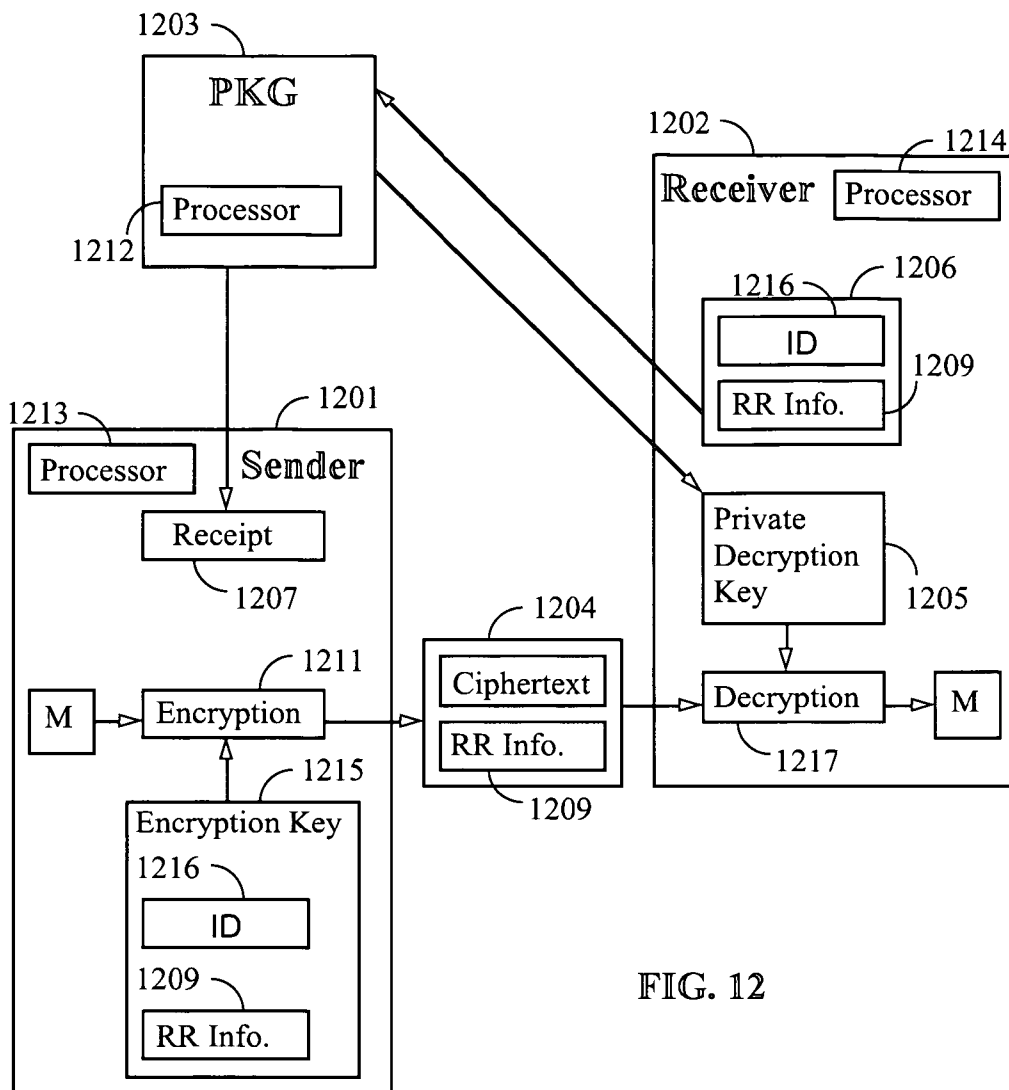 1203
PKG
Processor
1212
1202
1214
Receiver
Processor
1206
1216
ID
1209
RR Info.
1213
1201
Processor
Sender
Receipt
1207
Private
Decryption
Key
1205
1204
1211
Ciphertext
M
Encryption
Decryption
M
RR Info.
1217
1215
1209
Encryption Key
1216
ID
1209
RR Info.
FIG. 12